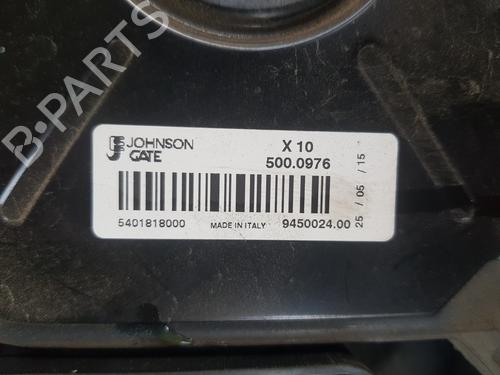 B-PARTS
JOHNSON
GATE
X 10
500.0976
5401818000
MADE IN ITALY
9450024.00
25 / 05 / 15